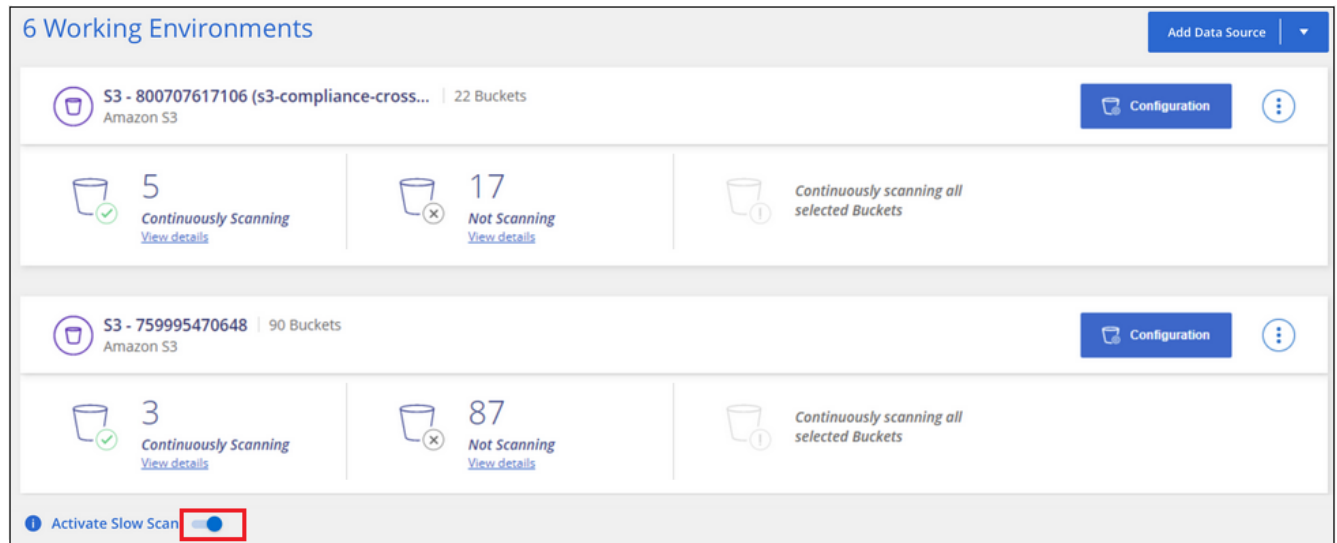 6 Working Environments
Add Data Source
S3 - 800707617106 (s3-compliance-cross... | 22 Buckets
Amazon S3
Configuration
5
Continuously Scanning
View details
17
Not Scanning
View details
Continuously scanning all
selected Buckets
S3 - 759995470648 | 90 Buckets
Amazon S3
Configuration
3
Continuously Scanning
View details
87
Not Scanning
View details
Continuously scanning all
selected Buckets
Activate Slow Scan